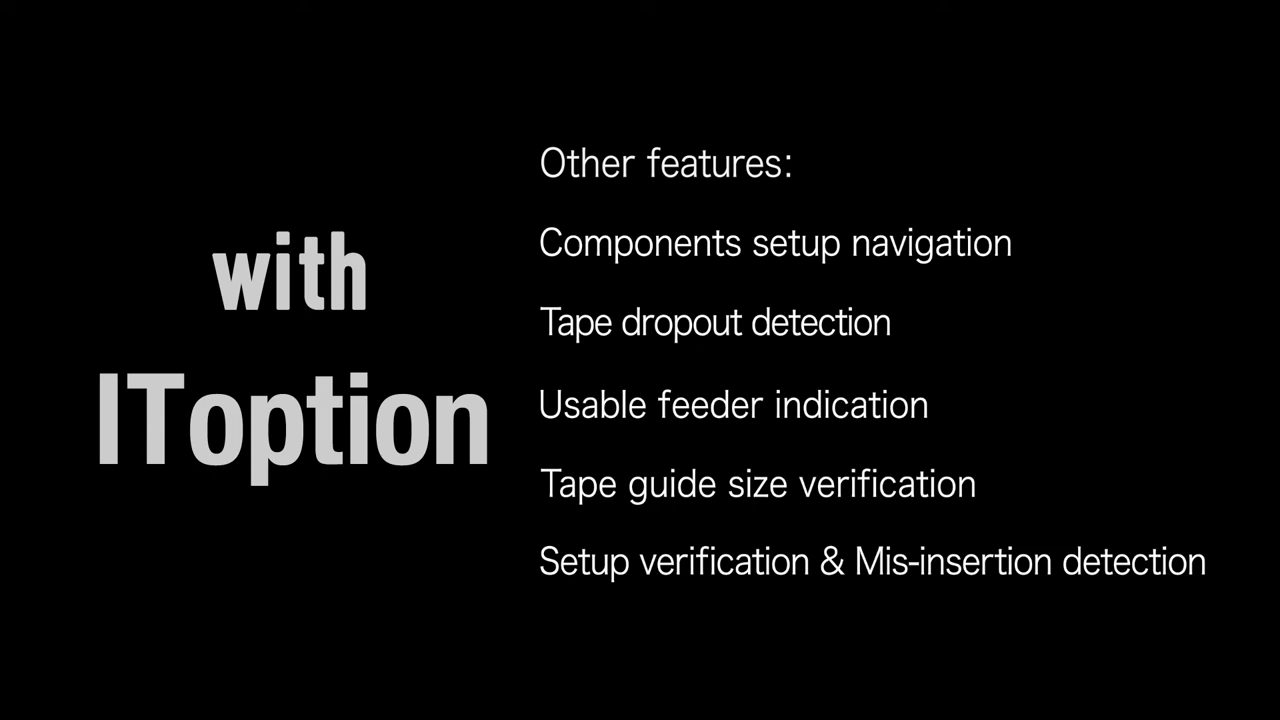 with
IToption
Other features:
Components setup navigation
Tape dropout detection
Usable feeder indication
Tape guide size verification
Setup verification & Mis-insertion detection